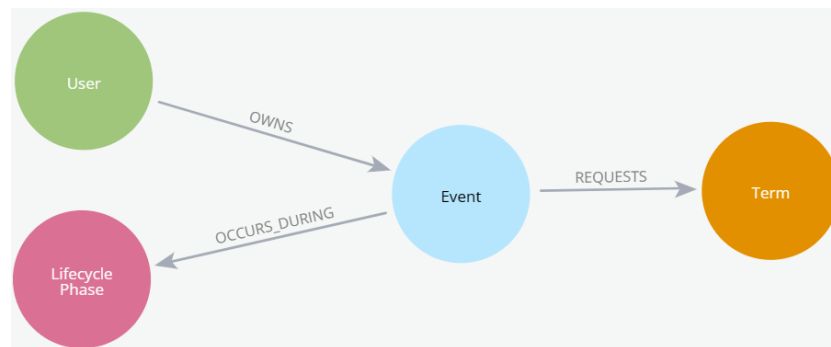 User
OWNS
Event
REQUESTS
Term
OCCURS_DURING
Lifecycle
Phase